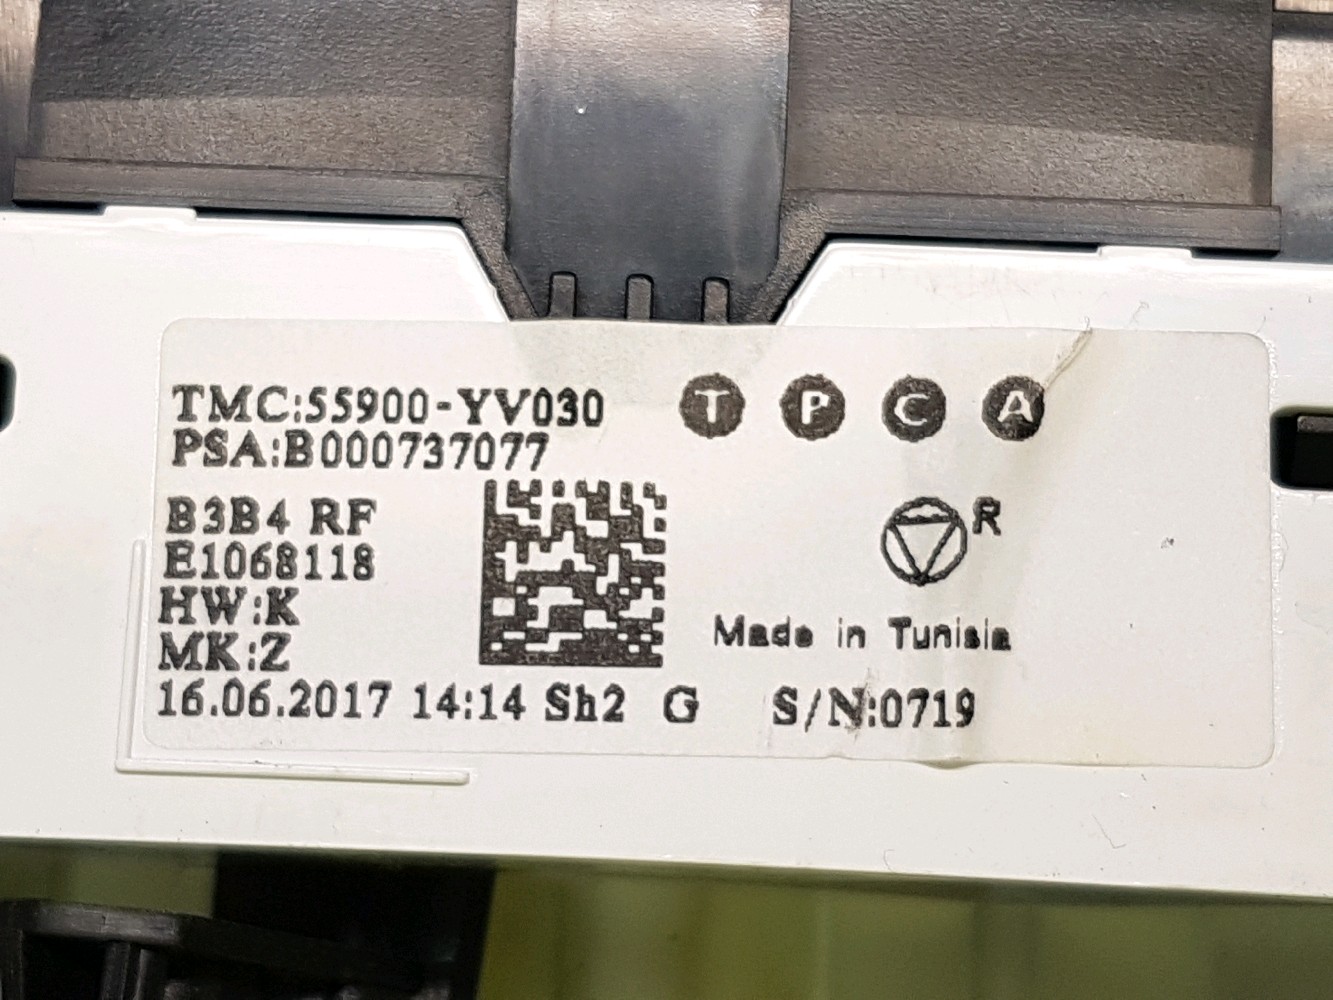 TMC:55900-YV030
PSA:B000737077
T P C A
B3B4 RF
E1068118
HW:K
MK:Z
R
Made in Tunisia
16.06.2017 14:14 Sh2 G S/N:0719